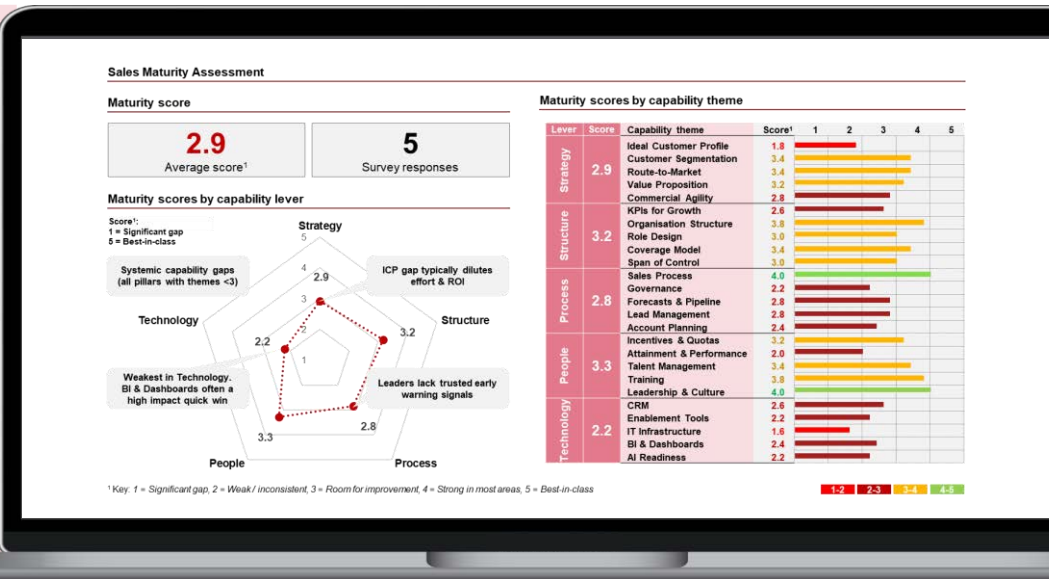 Sales Maturity Assessment
Maturity score
2.9
Average score¹
5
Survey responses
Maturity scores by capability lever
Score¹:
1 = Significant gap
5 = Best-in-class
Strategy
5
4
3
2
1
2.9
Systemic capability gaps
(all pillars with themes <3)
ICP gap typically dilutes
effort & ROI
Technology
Structure
2.2
3.2
Weakest in Technology.
BI & Dashboards often a
high impact quick win
Leaders lack trusted early
warning signals
3.3
2.8
People
Process
Maturity scores by capability theme
Lever Score Capability theme Score¹ 1 2 3 4 5
Strategy
2.9
Ideal Customer Profile 1.8
Customer Segmentation 3.4
Route-to-Market 3.4
Value Proposition 3.2
Commercial Agility 2.8
Structure
3.2
KPIs for Growth 2.6
Organisation Structure 3.8
Role Design 3.0
Coverage Model 3.4
Span of Control 3.0
Process
2.8
Sales Process 4.0
Governance 2.2
Forecasts & Pipeline 2.8
Lead Management 2.8
Account Planning 2.4
People
3.3
Incentives & Quotas 3.2
Attainment & Performance 2.0
Talent Management 3.4
Training 3.8
Leadership & Culture 4.0
Technology
2.2
CRM 2.6
Enablement Tools 2.2
IT Infrastructure 1.6
BI & Dashboards 2.4
AI Readiness 2.2
¹ Key: 1 = Significant gap, 2 = Weak / inconsistent, 3 = Room for improvement, 4 = Strong in most areas, 5 = Best-in-class
1-2 2-3 3-4 4-5